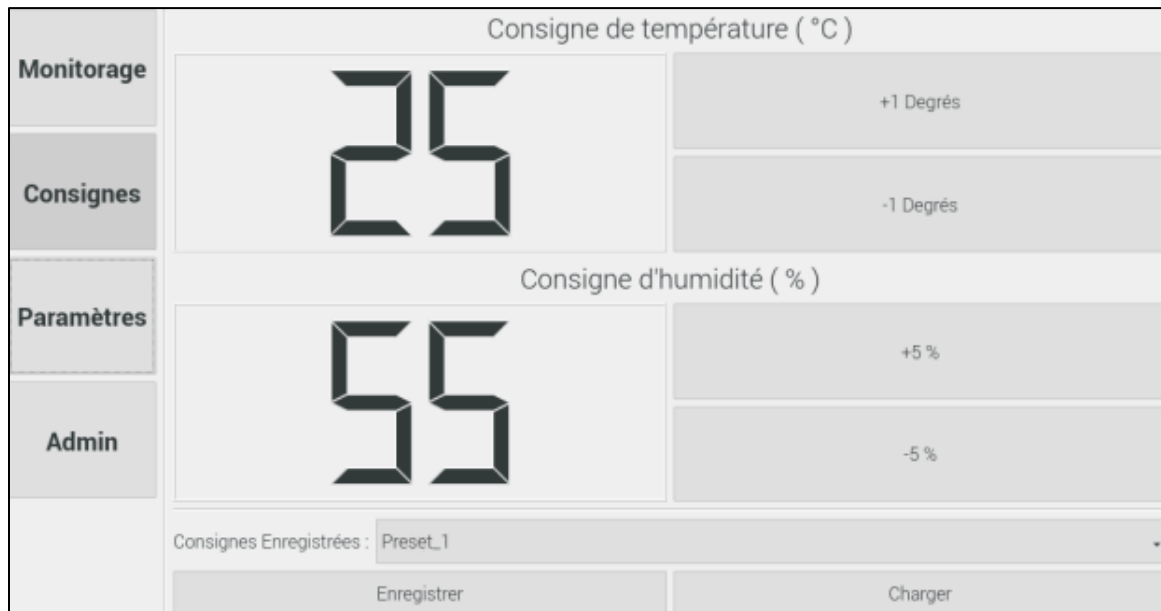 Monitorage
Consignes
Paramètres
Admin
Consigne de température ( °C )
25
+1 Degrés
-1 Degrés
Consigne d'humidité ( % )
55
+5 %
-5 %
Consignes Enregistrées : Preset_1
Enregistrer
Charger